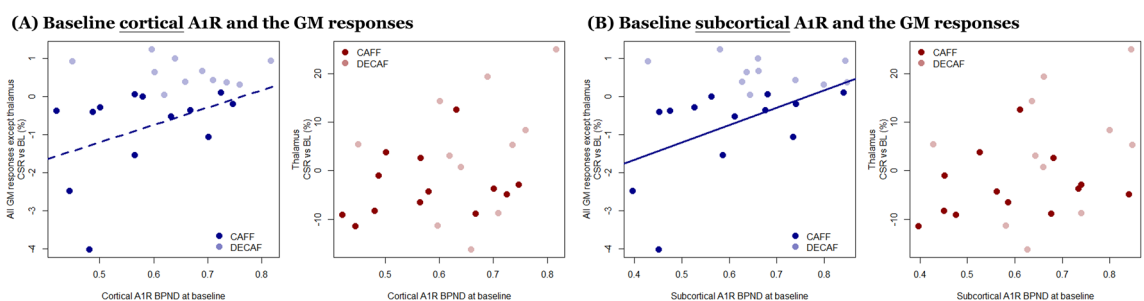 (A) Baseline cortical A1R and the GM responses
All GM responses except thalamus
CSR vs BL (%)
1
0
-1
-2
-3
-4
CAFF
DECAF
0.5
0.6
0.7
0.8
Cortical A1R BPND at baseline
Thalamus
CSR vs BL (%)
20
10
0
-10
CAFF
DECAF
0.5
0.6
0.7
0.8
Cortical A1R BPND at baseline
(B) Baseline subcortical A1R and the GM responses
All GM responses except thalamus
CSR vs BL (%)
1
0
-1
-2
-3
-4
CAFF
DECAF
0.4
0.5
0.6
0.7
0.8
Subcortical A1R BPND at baseline
Thalamus
CSR vs BL (%)
20
10
0
-10
CAFF
DECAF
0.4
0.5
0.6
0.7
0.8
Subcortical A1R BPND at baseline